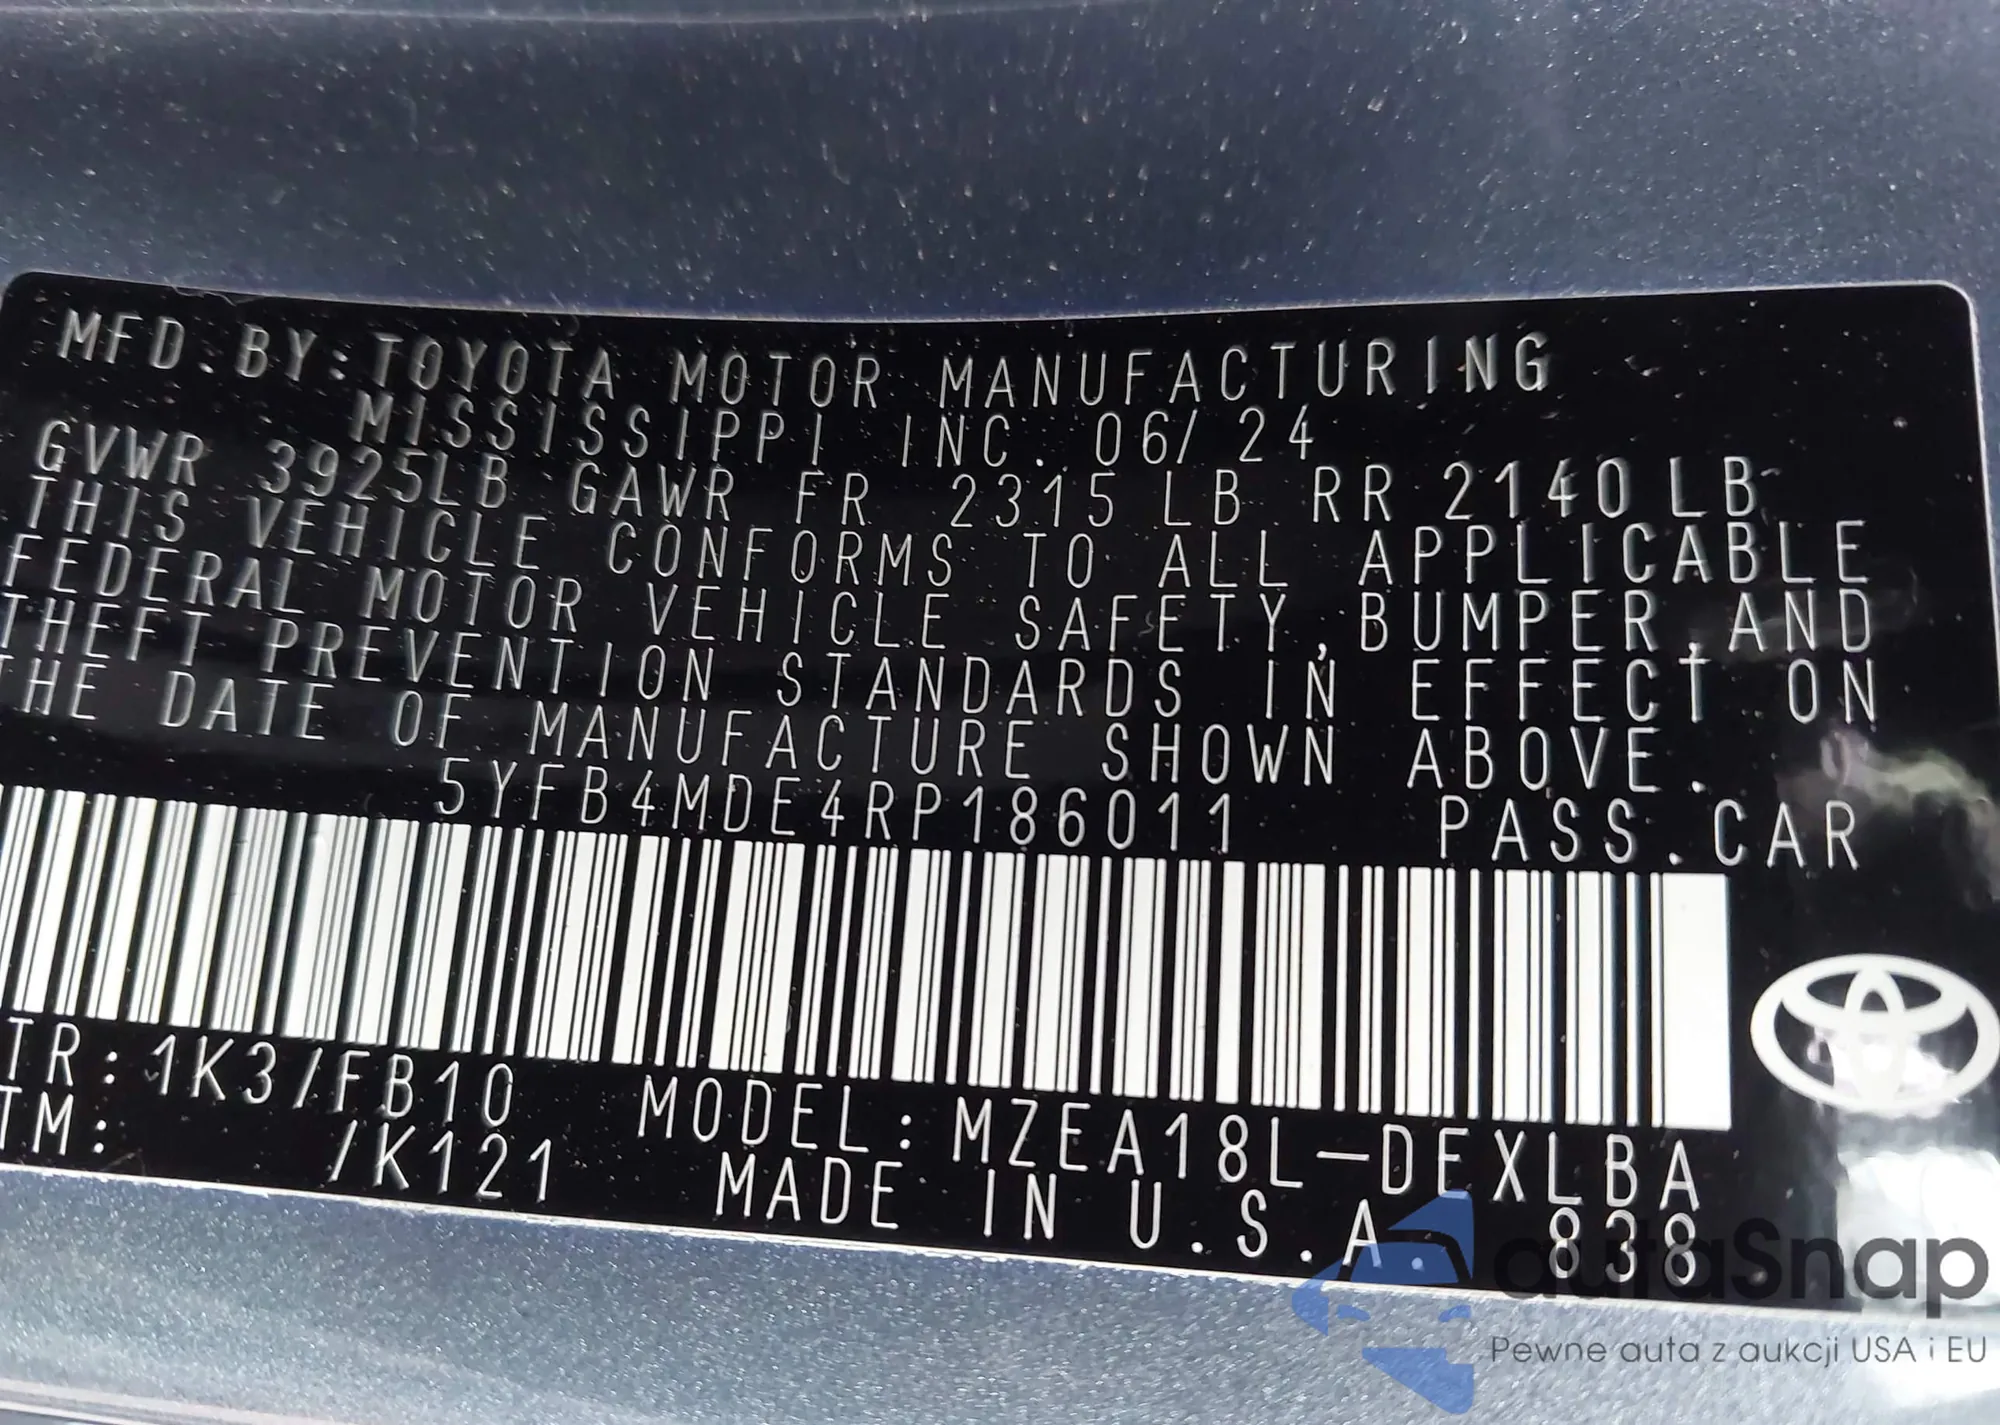 MFD.BY:TOYOTA MOTOR MANUFACTURING
MISSISSIPPI INC. 06/24
GVWR 3925LB GAWR FR 2315LB RR 2140LB
THIS VEHICLE CONFORMS TO ALL APPLICABLE
FEDERAL MOTOR VEHICLE SAFETY,BUMPER,AND
THEFT PREVENTION STANDARDS IN EFFECT ON
THE DATE OF MANUFACTURE SHOWN ABOVE.
5YFB4MDE4RP186011 PASS.CAR
TR:1K3/FB10 MODEL:MZEA18L-DEXLBA
TM: /K121 MADE IN U.S.A 838
autaSnap
Pewne auta z aukcji USA i EU